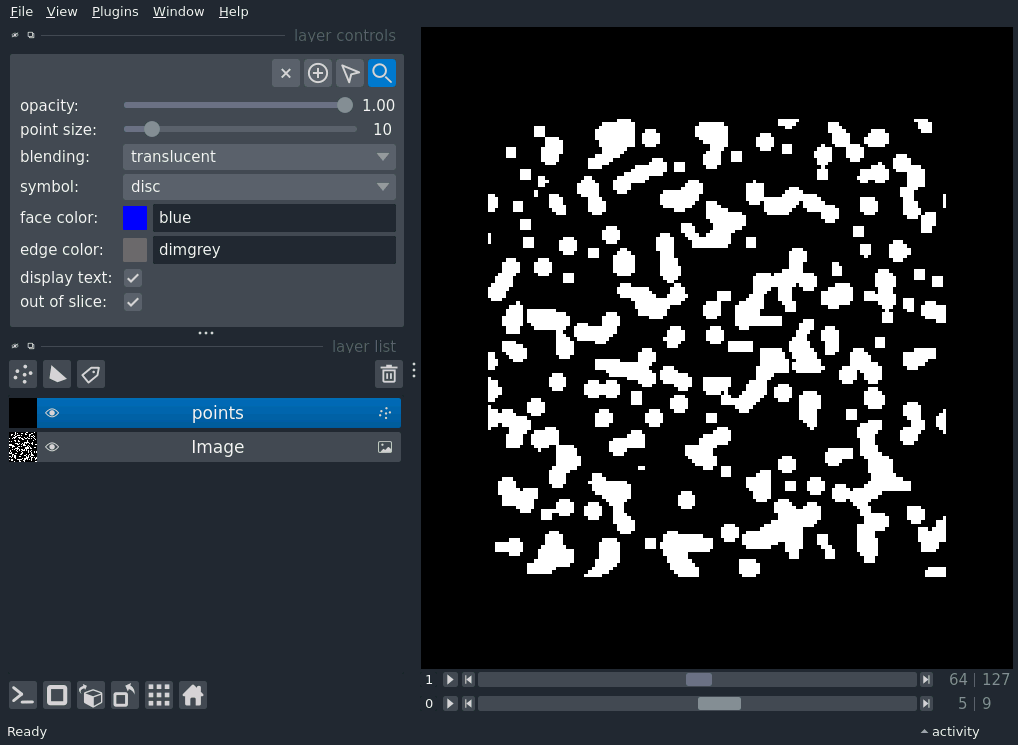 File View Plugins Window Help
layer controls
opacity: 1.00
point size: 10
blending: translucent
symbol: disc
face color: blue
edge color: dimgrey
display text:
out of slice:
layer list
points
Image
1 64 | 127
0 5 | 9
Ready activity